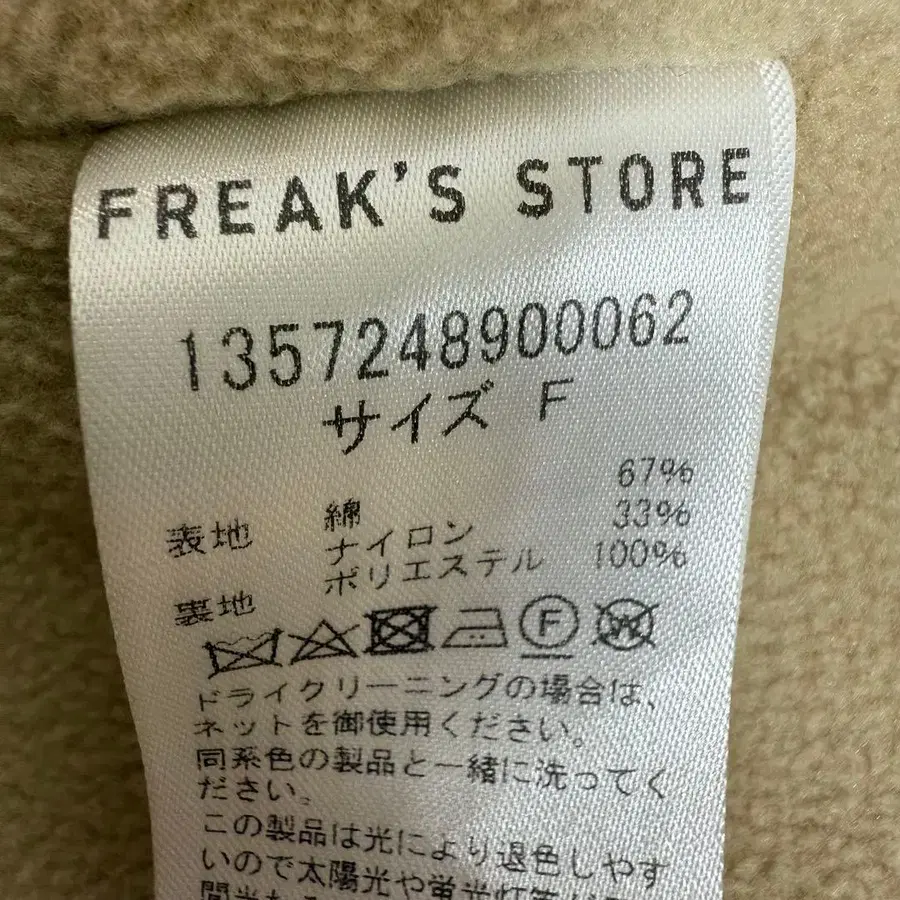 FREAK'S STORE
1357248900062
サイズ F
表地 綿 67%
ナイロン 33%
裏地 ポリエステル 100%
F
W
ドライクリーニングの場合は、
ネットを御使用ください。
同系色の製品と一緒に洗ってく
ださい。
この製品は光により退色しやす
いので太陽光や蛍光灯等